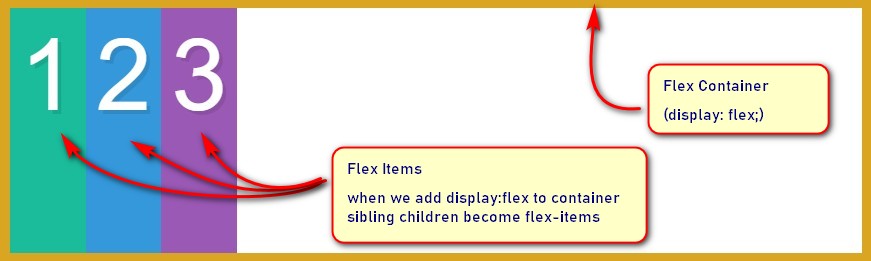 1 2 3
Flex Container
(display: flex;)
Flex Items
when we add display:flex to container
sibling children become flex-items